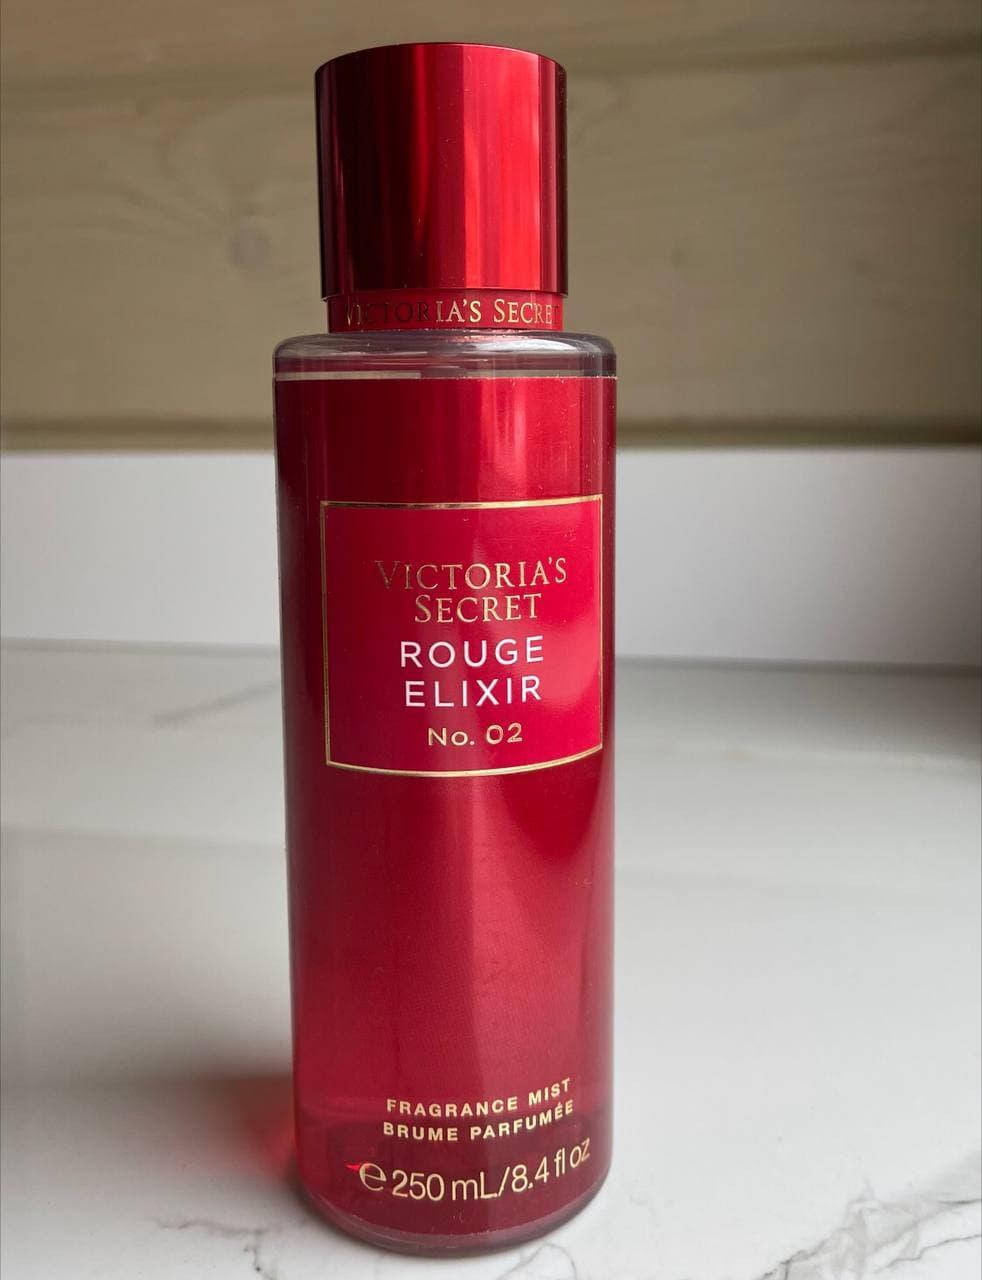 VICTORIA'S SECRET
VICTORIA'S
SECRET
ROUGE
ELIXIR
No. 02
FRAGRANCE MIST
BRUME PARFUMÉE
e 250 mL/8.4 fl oz